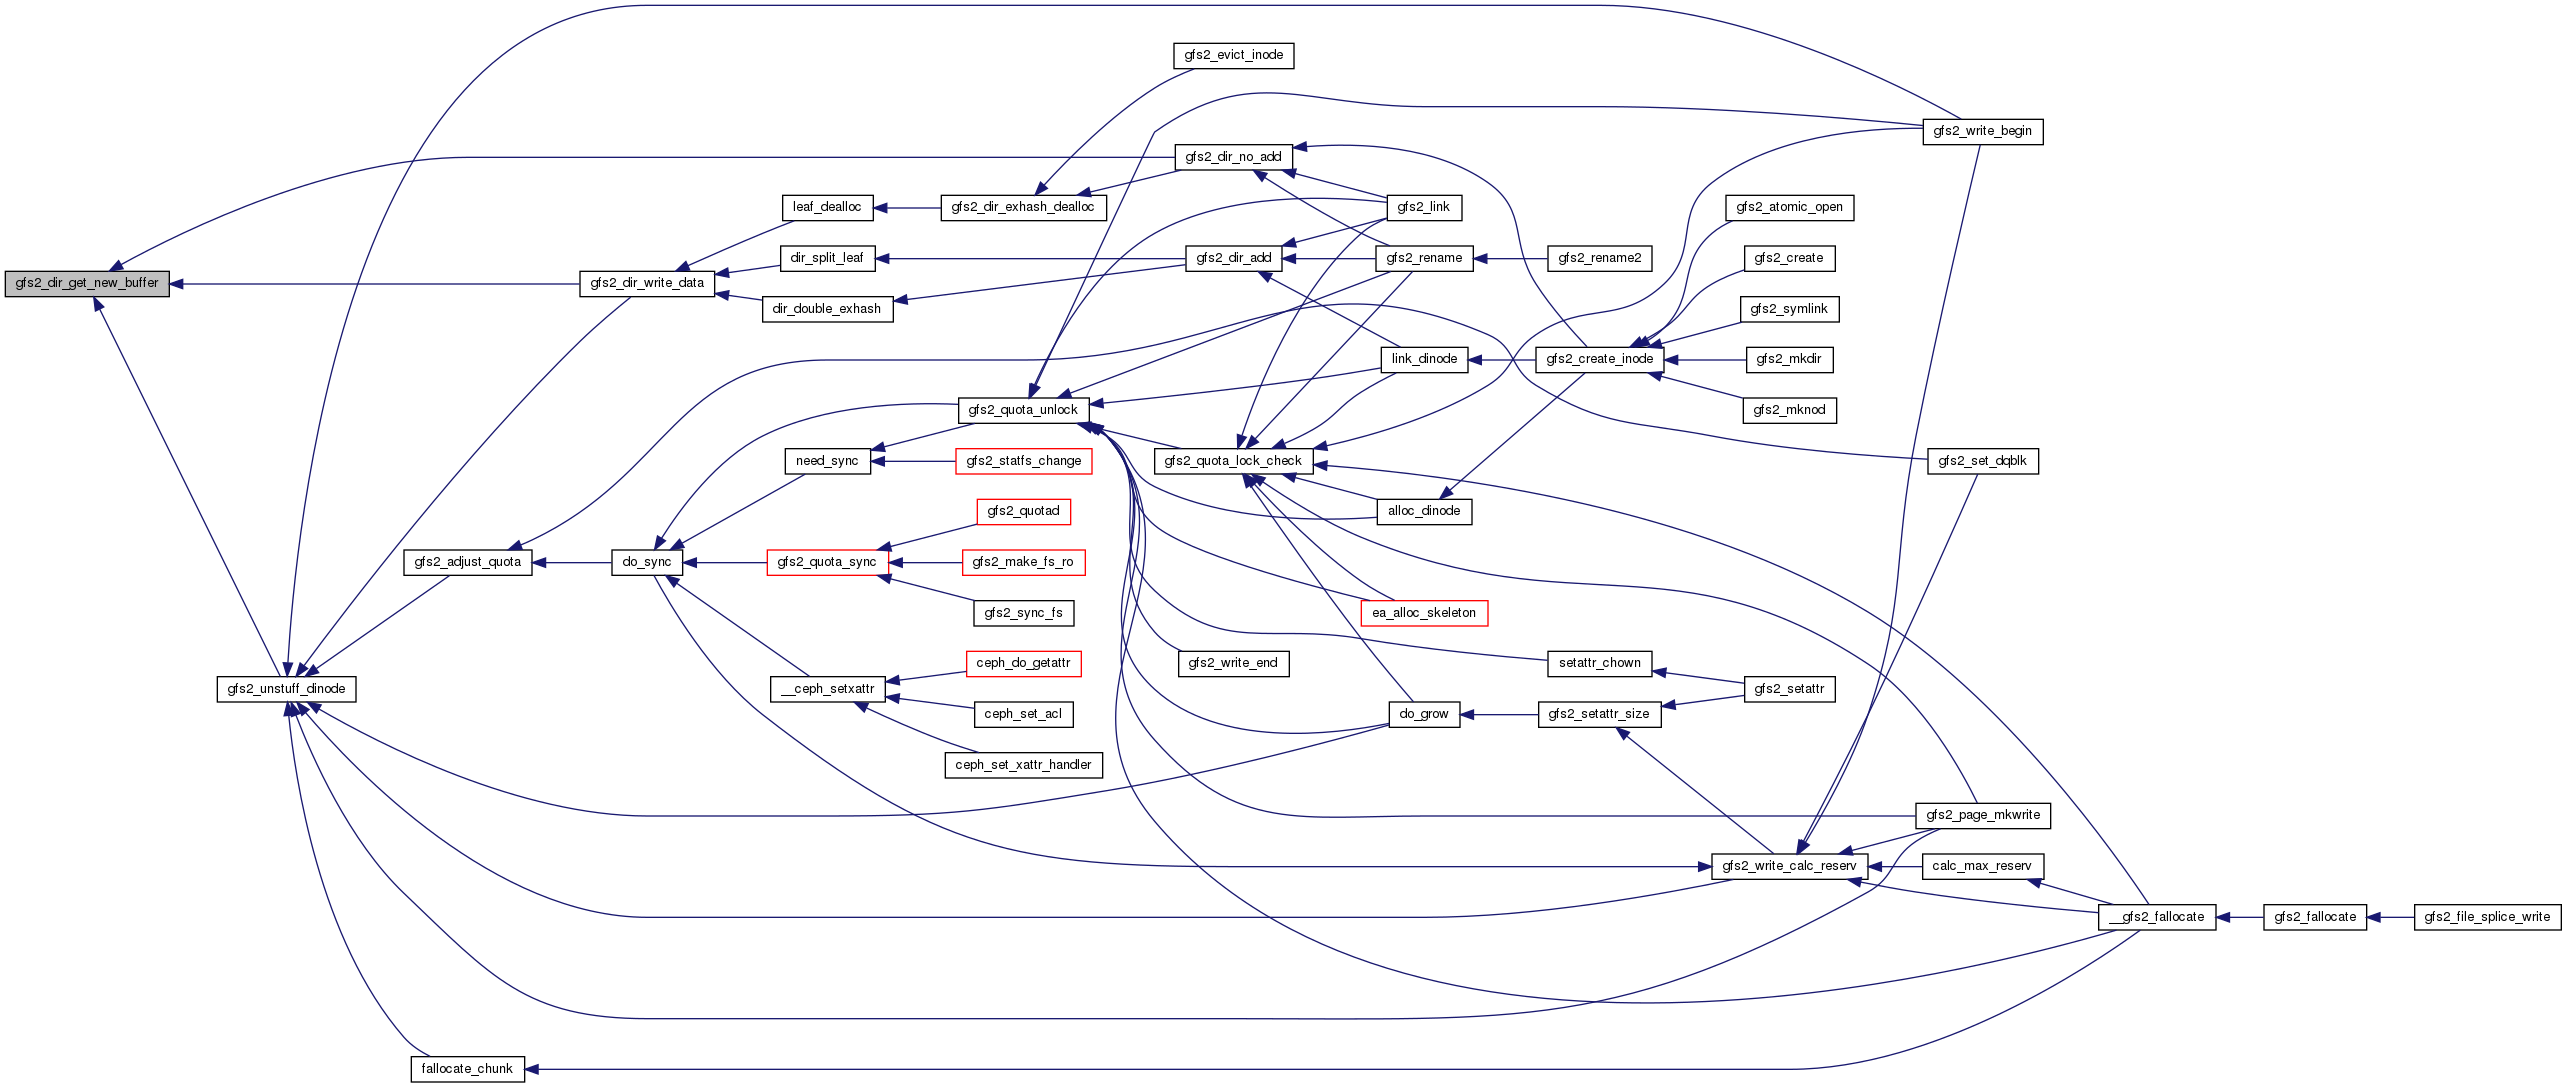 gfs2_evict_inode
gfs2_write_begin
gfs2_dir_no_add
leaf_dealloc
gfs2_dir_exhash_dealloc
gfs2_link
gfs2_atomic_open
dir_split_leaf
gfs2_dir_add
gfs2_rename
gfs2_rename2
gfs2_create
gfs2_dir_get_new_buffer
gfs2_dir_write_data
dir_double_exhash
gfs2_symlink
link_dinode
gfs2_create_inode
gfs2_mkdir
gfs2_quota_unlock
gfs2_mknod
need_sync
gfs2_statfs_change
gfs2_quota_lock_check
gfs2_set_dqblk
gfs2_quotad
alloc_dinode
gfs2_adjust_quota
do_sync
gfs2_quota_sync
gfs2_make_fs_ro
gfs2_sync_fs
ea_alloc_skeleton
ceph_do_getattr
gfs2_write_end
setattr_chown
gfs2_unstuff_dinode
__ceph_setxattr
gfs2_setattr
ceph_set_acl
do_grow
gfs2_setattr_size
ceph_set_xattr_handler
gfs2_page_mkwrite
gfs2_write_calc_reserv
calc_max_reserv
__gfs2_fallocate
gfs2_fallocate
gfs2_file_splice_write
fallocate_chunk